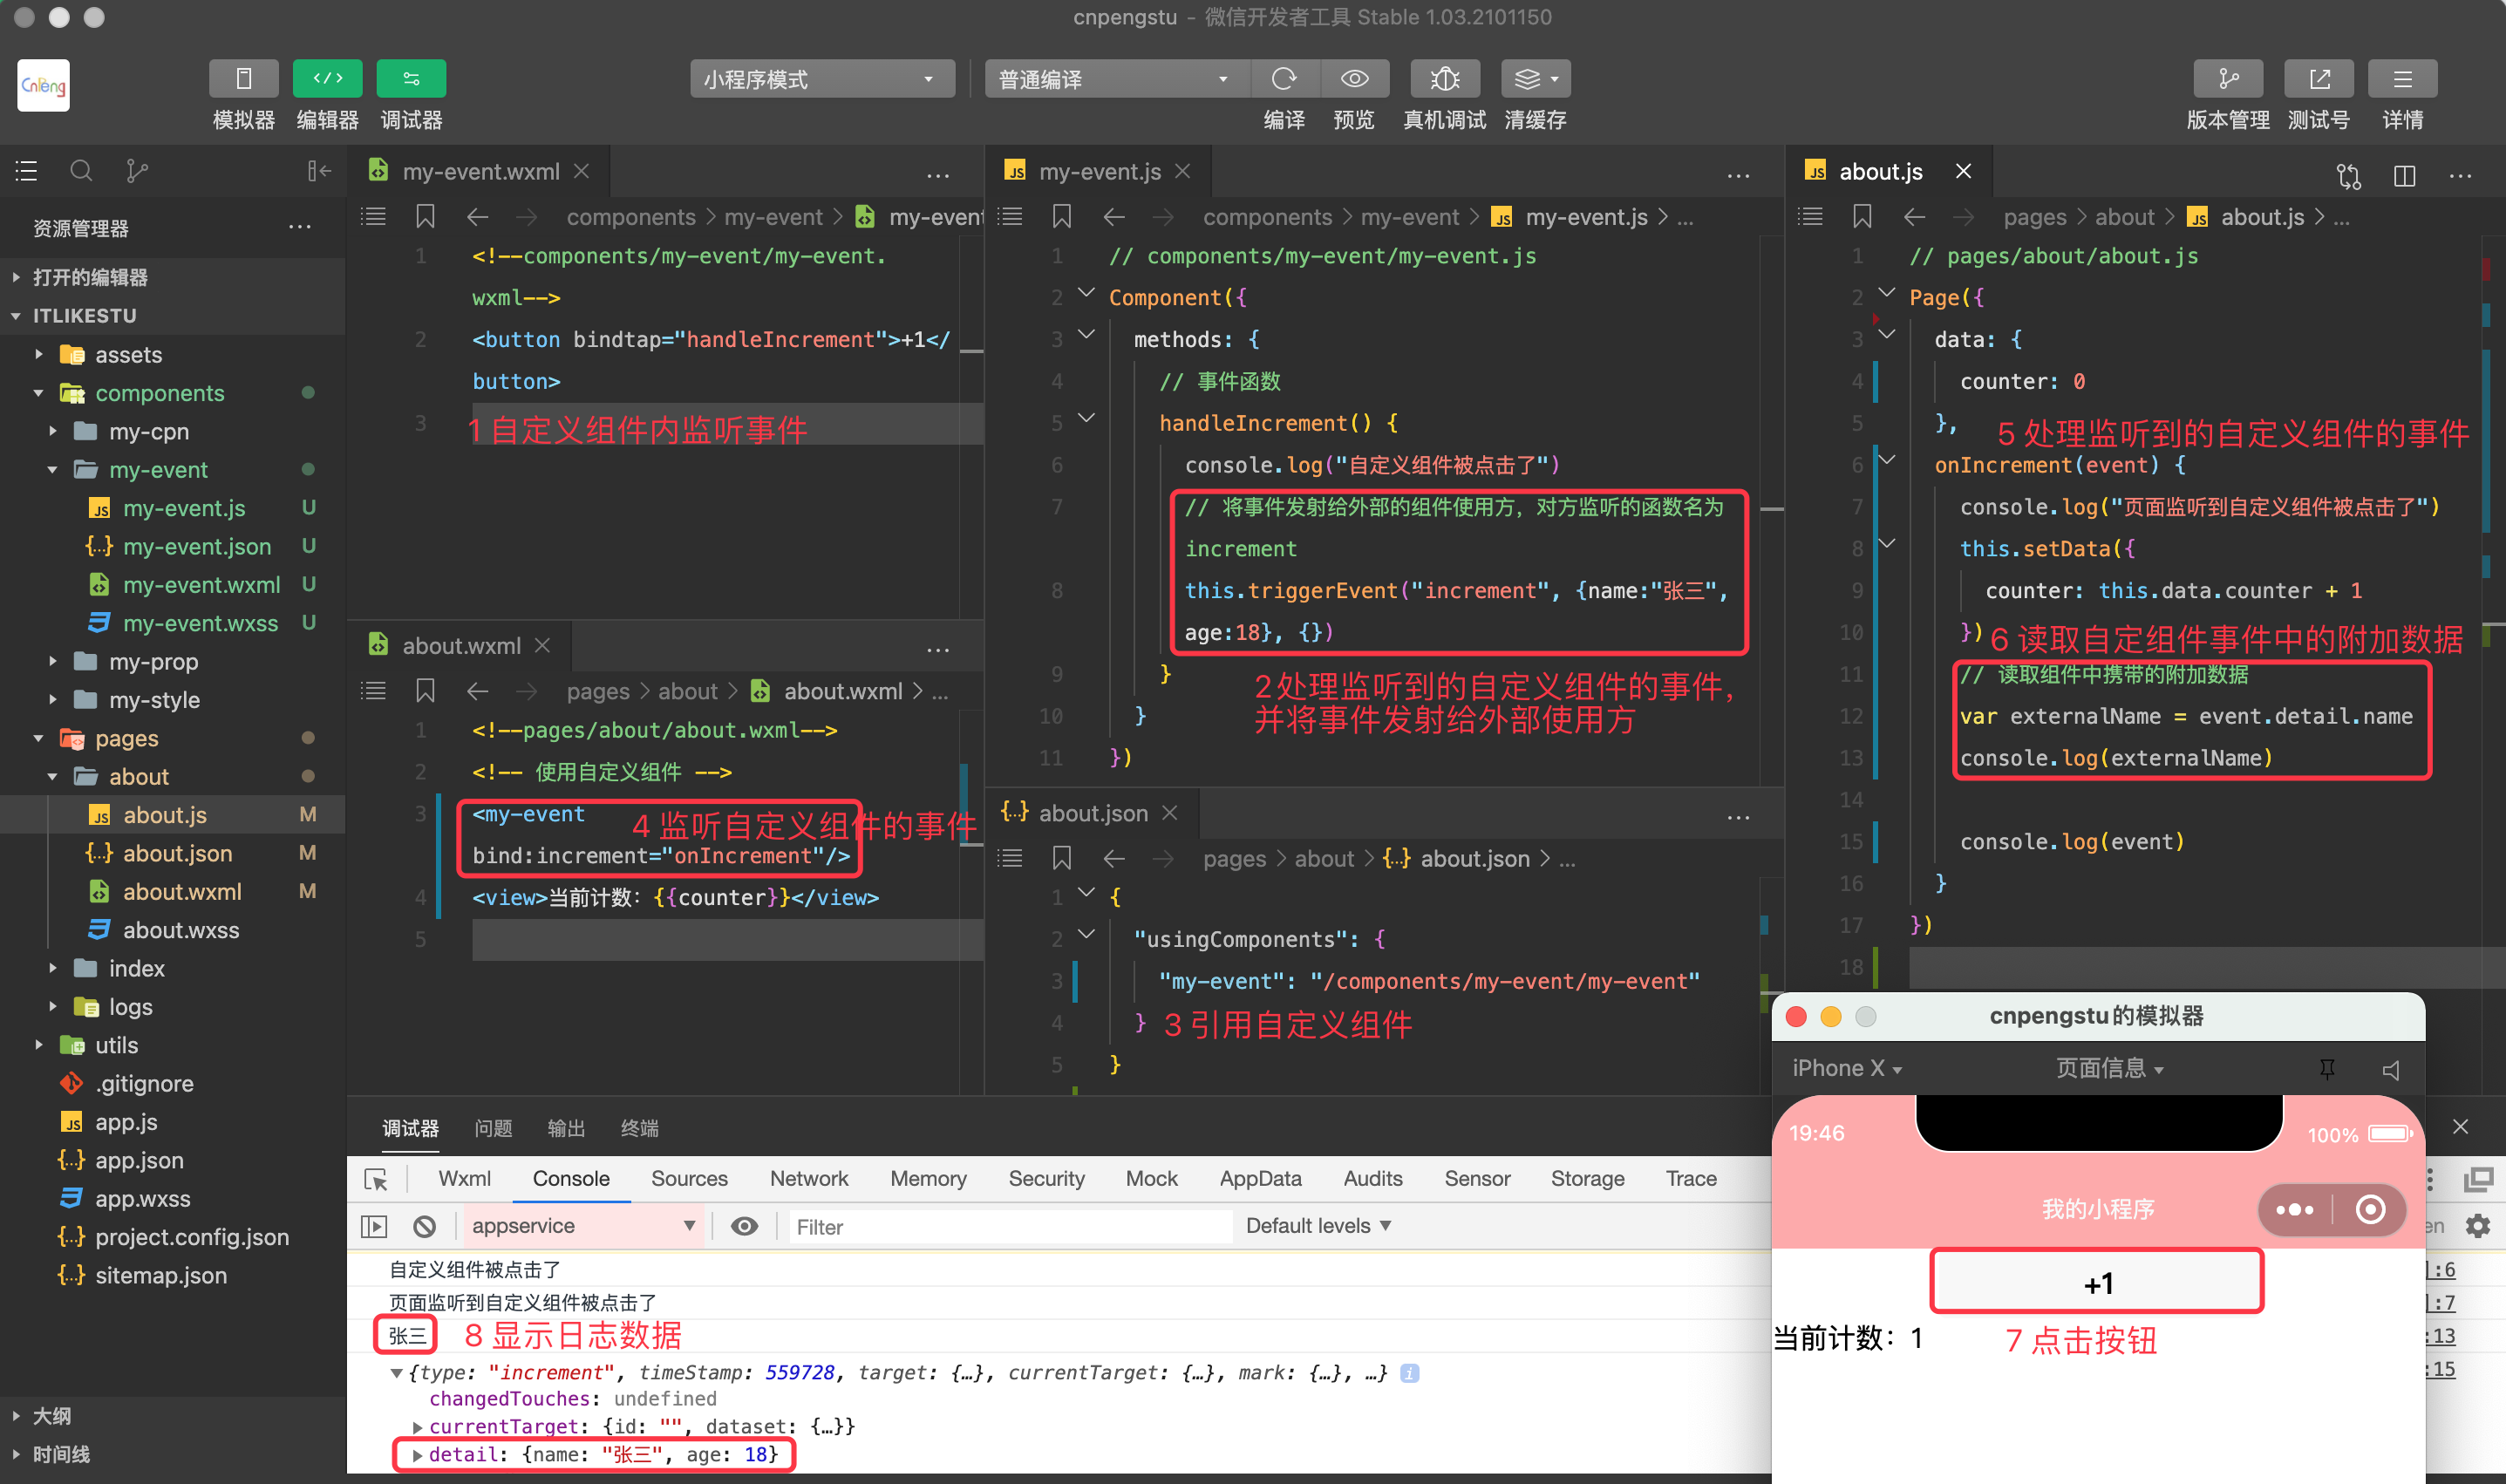 cnpengstu - 微信开发者工具 Stable 1.03.2101150
CnPeng
模拟器 编辑器 调试器
小程序模式
普通编译
编译 预览 真机调试 清缓存
版本管理 测试号 详情
资源管理器
打开的编辑器
ITLIKESTU
assets
components
my-cpn
my-event
my-event.js U
my-event.json U
my-event.wxml U
my-event.wxss U
my-prop
my-style
pages
about
about.js M
about.json M
about.wxml M
about.wxss
index
logs
utils
.gitignore
app.js
app.json
app.wxss
project.config.json
sitemap.json
大纲
时间线
my-event.wxml
components > my-event > my-event
1 <!--components/my-event/my-event.
wxml-->
2 <button bindtap="handleIncrement">+1</
button>
3
1 自定义组件内监听事件
about.wxml
pages > about > about.wxml > ...
1 <!--pages/about/about.wxml-->
2 <!-- 使用自定义组件 -->
3 <my-event
4 监听自定义组件的事件
bind:increment="onIncrement"/>
4 <view>当前计数: {{counter}}</view>
5
my-event.js
components > my-event > my-event.js > ...
1 // components/my-event/my-event.js
2 Component({
3 methods: {
4 // 事件函数
5 handleIncrement() {
6 console.log("自定义组件被点击了")
7 // 将事件发射给外部的组件使用方，对方监听的函数名为
increment
8 this.triggerEvent("increment", {name:"张三",
age:18}, {})
9 }
10 }
11 })
2 处理监听到的自定义组件的事件，
并将事件发射给外部使用方
about.json
pages > about > about.json > ...
1 {
2 "usingComponents": {
3 "my-event": "/components/my-event/my-event"
4 }
5 }
3 引用自定义组件
about.js
pages > about > about.js > ...
1 // pages/about/about.js
2 Page({
3 data: {
4 counter: 0
5 },
5 处理监听到的自定义组件的事件
6 onIncrement(event) {
7 console.log("页面监听到自定义组件被点击了")
8 this.setData({
9 counter: this.data.counter + 1
10 })
6 读取自定组件事件中的附加数据
11 // 读取组件中携带的附加数据
12 var externalName = event.detail.name
13 console.log(externalName)
14
15 console.log(event)
16 }
17 })
18
调试器 问题 输出 终端
Wxml Console Sources Network Memory Security Mock AppData Audits Sensor Storage Trace
appservice Filter Default levels
en
自定义组件被点击了
:6
页面监听到自定义组件被点击了
:7
张三
:13
8 显示日志数据
{type: "increment", timeStamp: 559728, target: {…}, currentTarget: {…}, mark: {…}, …} i
:15
changedTouches: undefined
currentTarget: {id: "", dataset: {…}}
detail: {name: "张三", age: 18}
cnpengstu的模拟器
iPhone X 页面信息
19:46 100%
我的小程序
+1
当前计数: 1
7 点击按钮